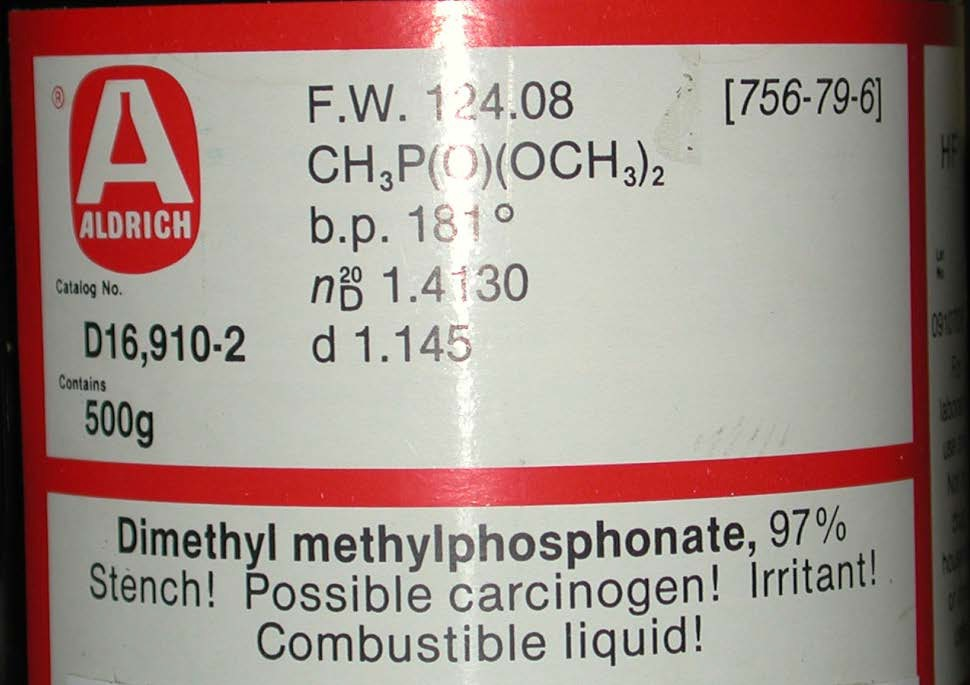 ®
A
ALDRICH
Catalog No.
D16,910-2
Contains
500g
F.W. 124.08
[756-79-6]
CH₃P(O)(OCH₃)₂
b.p. 181°
n20D 1.4130
d 1.145
Dimethyl methylphosphonate, 97%
Stench! Possible carcinogen! Irritant!
Combustible liquid!